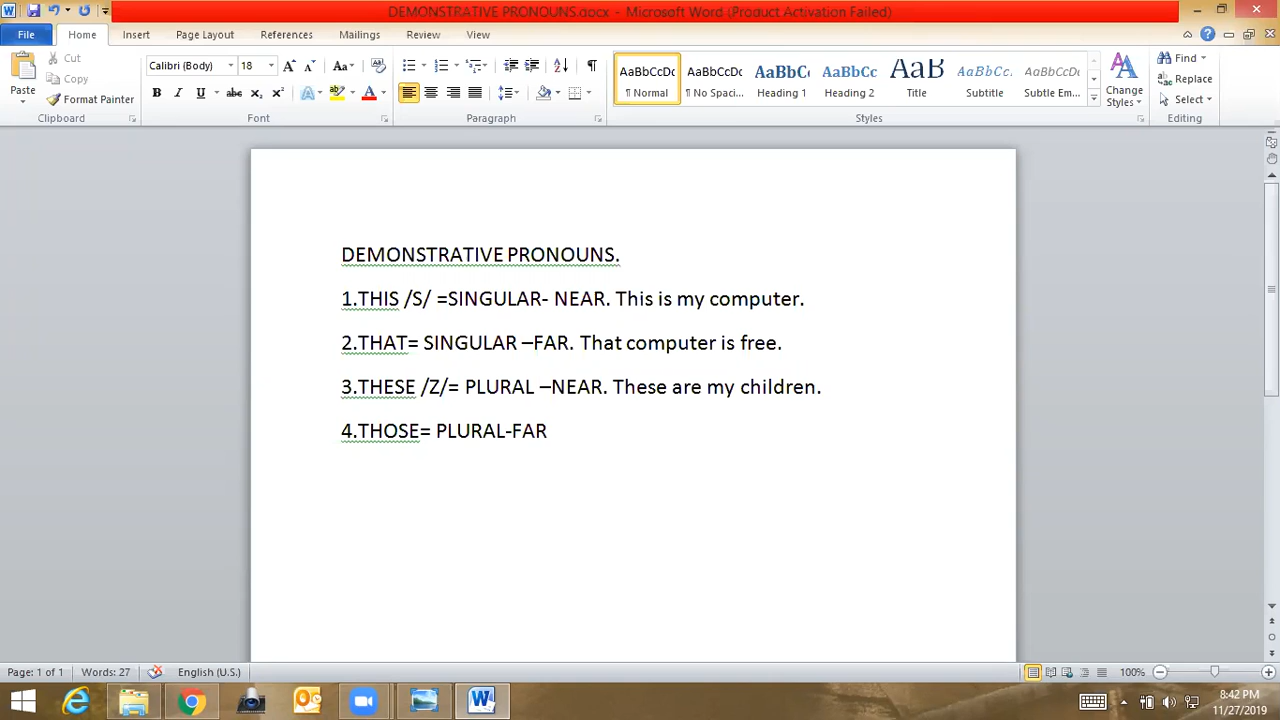 DEMONSTRATIVE PRONOUNS.docx - Microsoft Word (Product Activation Failed)
File Home Insert Page Layout References Mailings Review View
Paste
Cut
Copy
Format Painter
Clipboard
Calibri (Body) 18
Font
Paragraph
AaBbCcDc AaBbCcDc AaBbCc AaBbCc AaB AaBbCcL AaBbCcDc
¶ Normal ¶ No Spaci... Heading 1 Heading 2 Title Subtitle Subtle Em...
Styles
Change Styles
Find
Replace
Select
Editing
DEMONSTRATIVE PRONOUNS.
1.THIS /S/ =SINGULAR- NEAR. This is my computer.
2.THAT= SINGULAR –FAR. That computer is free.
3.THESE /Z/= PLURAL –NEAR. These are my children.
4.THOSE= PLURAL-FAR
Page: 1 of 1 Words: 27 English (U.S.) 100%
8:42 PM
11/27/2019